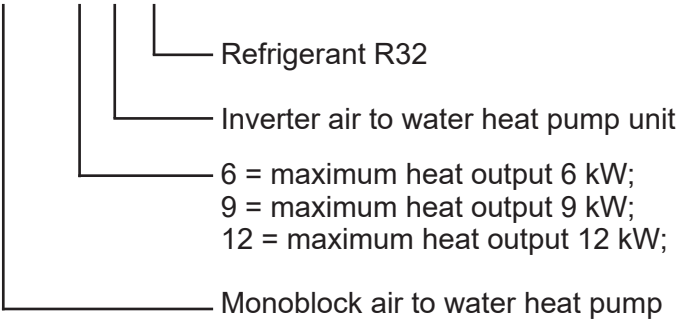 Refrigerant R32
Inverter air to water heat pump unit
6 = maximum heat output 6 kW;
9 = maximum heat output 9 kW;
12 = maximum heat output 12 kW;
Monoblock air to water heat pump